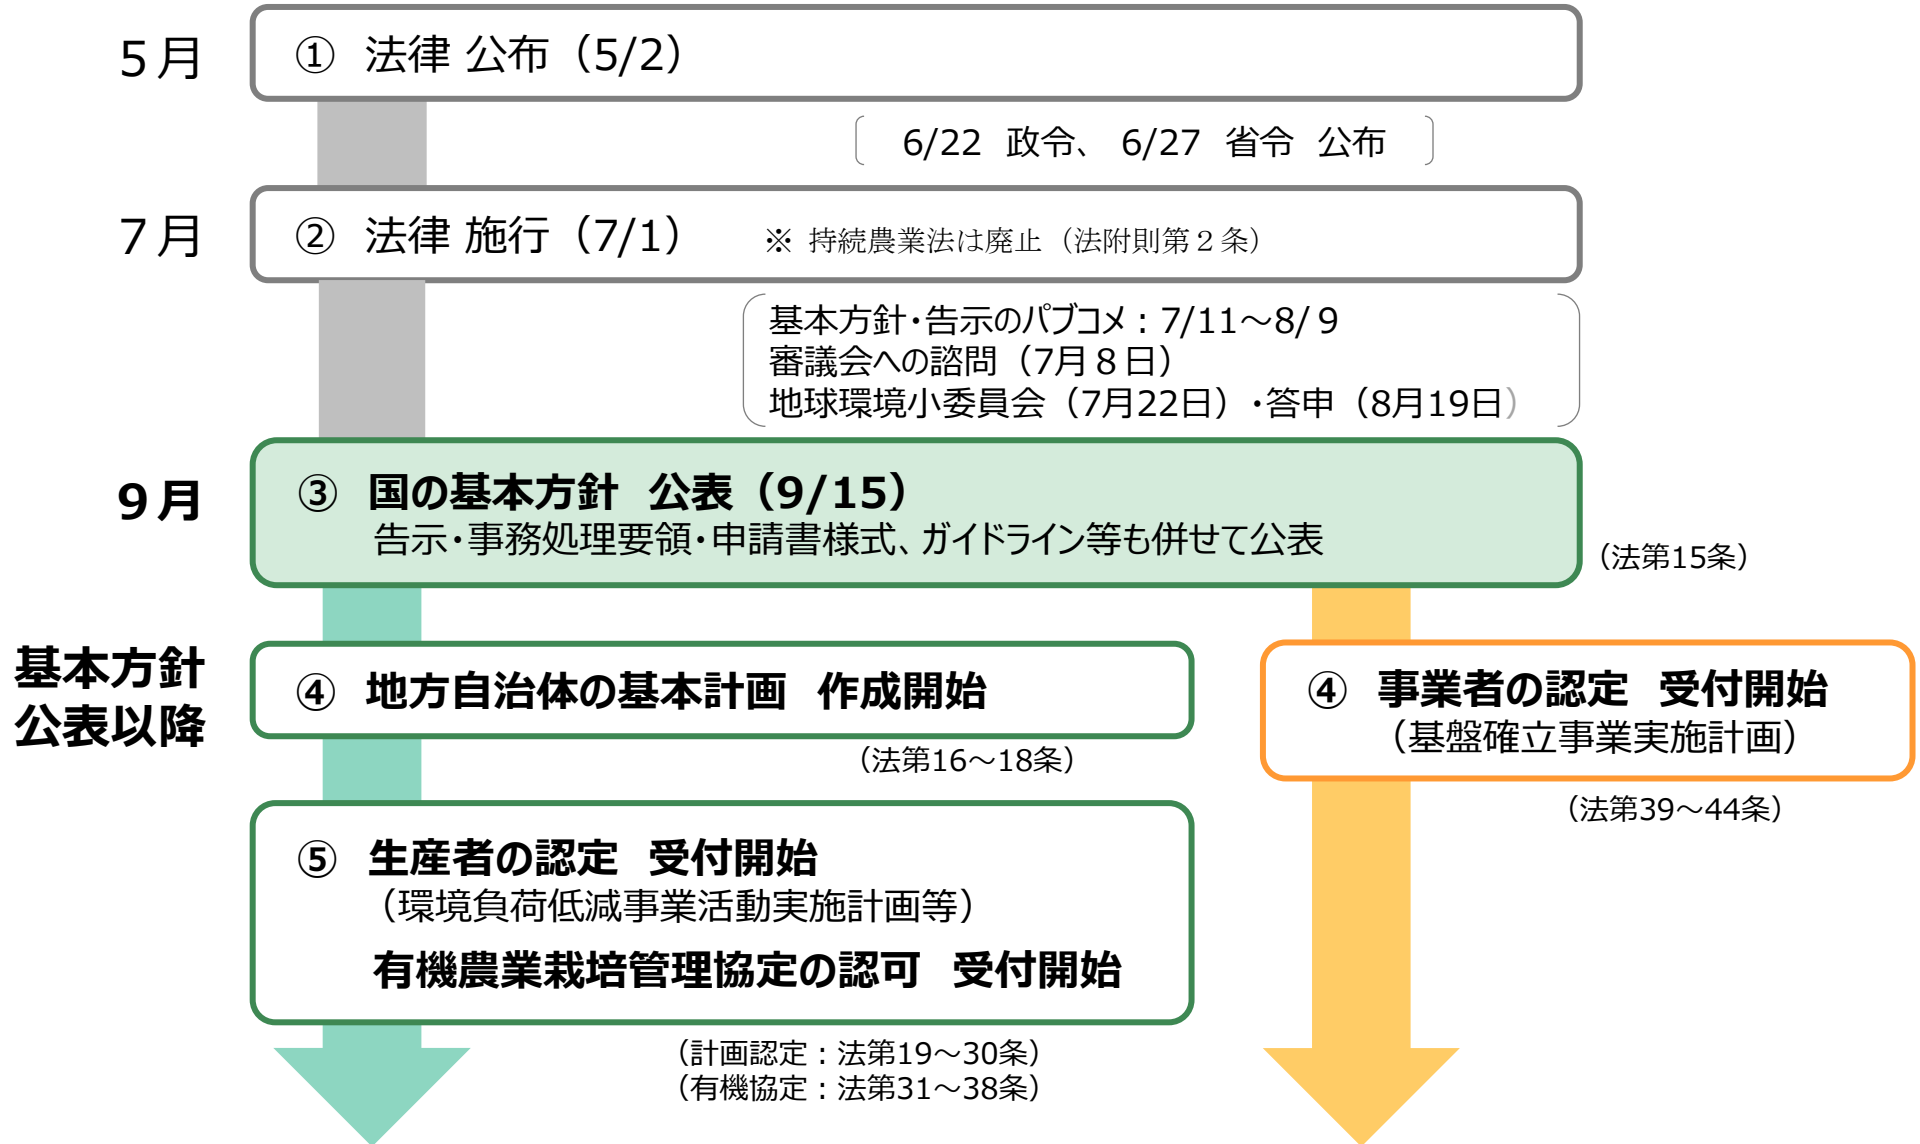 5月
① 法律 公布（5/2）
6/22 政令、 6/27 省令 公布
7月
② 法律 施行（7/1） ※ 持続農業法は廃止（法附則第２条）
基本方針・告示のパブコメ：7/11～8/９
審議会への諮問（7月８日）
地球環境小委員会（7月22日）・答申（8月19日）
9月
③ 国の基本方針 公表（9/15）
告示・事務処理要領・申請書様式、ガイドライン等も併せて公表
（法第15条）
基本方針
公表以降
④ 地方自治体の基本計画 作成開始
（法第16～18条）
④ 事業者の認定 受付開始
（基盤確立事業実施計画）
（法第39～44条）
⑤ 生産者の認定 受付開始
（環境負荷低減事業活動実施計画等）
有機農業栽培管理協定の認可 受付開始
（計画認定：法第19～30条）
（有機協定：法第31～38条）